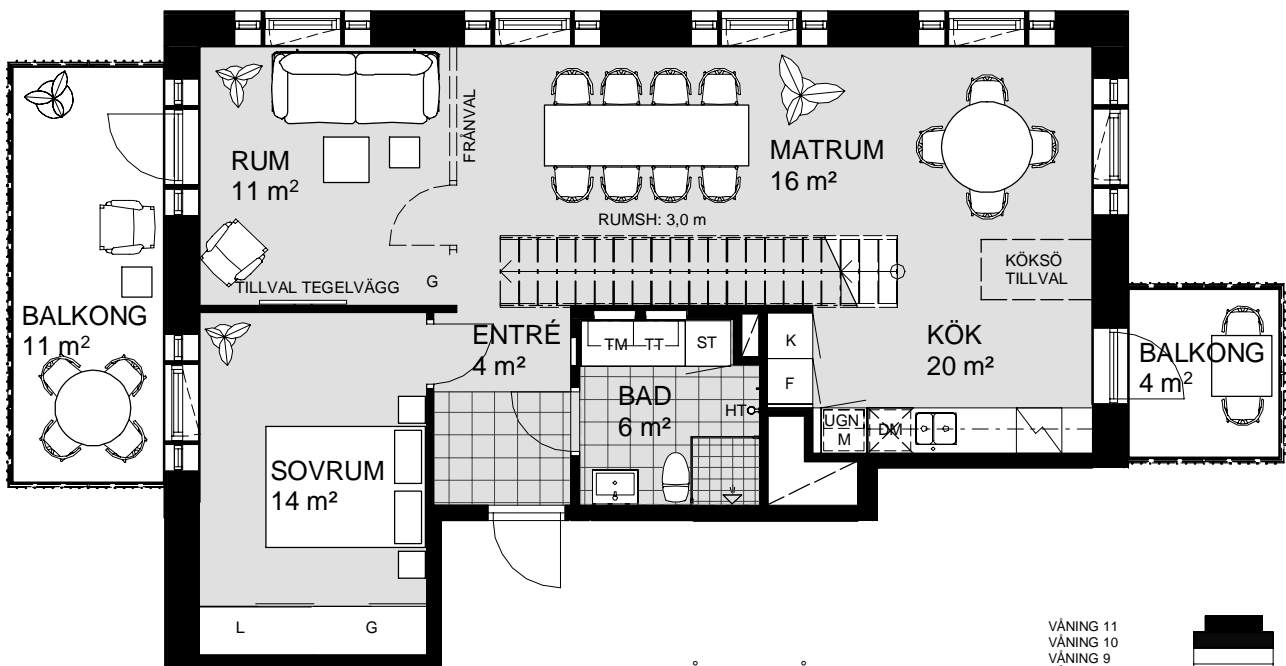 FRÅNVAL
RUM
11 m²
MATRUM
16 m²
RUMSH: 3,0 m
KÖKSÖ
TILLVAL
TILLVAL TEGELVÄGG
G
BALKONG
11 m²
ENTRÉ
4 m²
TM
TT
ST
K
F
KÖK
20 m²
BALKONG
4 m²
BAD
6 m²
HT
UGN
M
DM
SOVRUM
14 m²
L
G
VÅNING 11
VÅNING 10
VÅNING 9